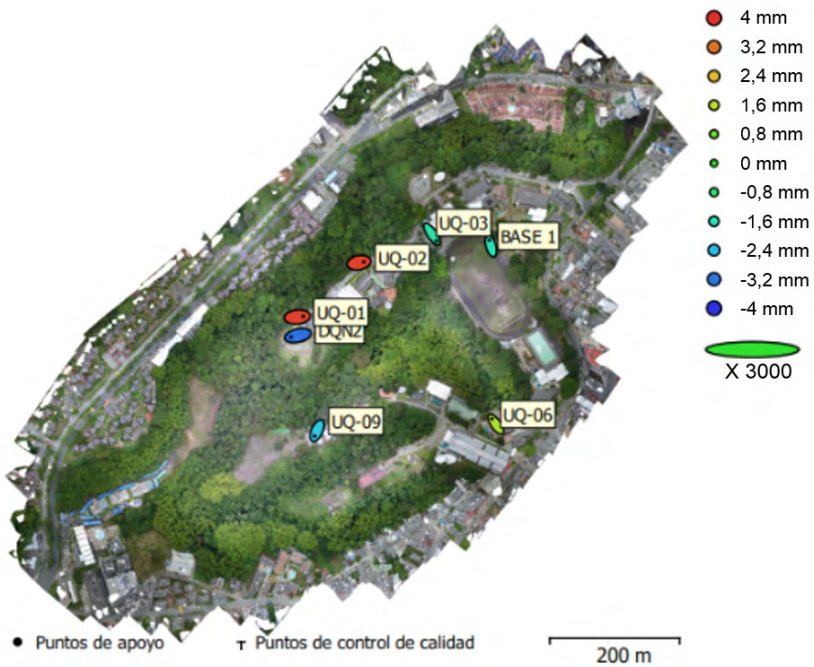 4 mm
3,2 mm
2,4 mm
1,6 mm
0,8 mm
0 mm
-0,8 mm
-1,6 mm
-2,4 mm
-3,2 mm
-4 mm
X 3000
UQ-03
BASE 1
UQ-02
UQ-01
DQN2
UQ-09
UQ-06
Puntos de apoyo
Puntos de control de calidad
200 m